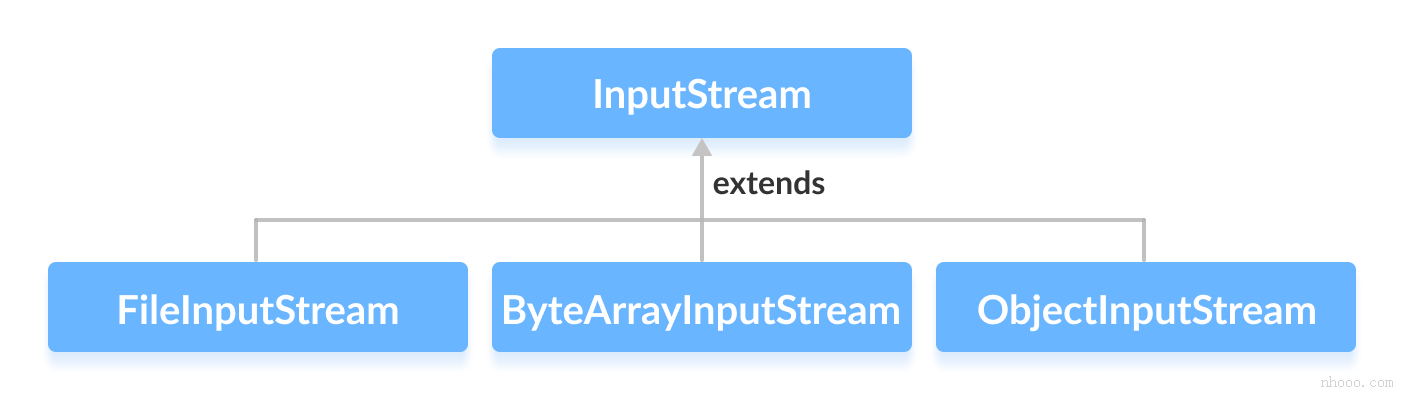 InputStream
extends
FileInputStream
ByteArrayInputStream
ObjectInputStream
nhooo.com